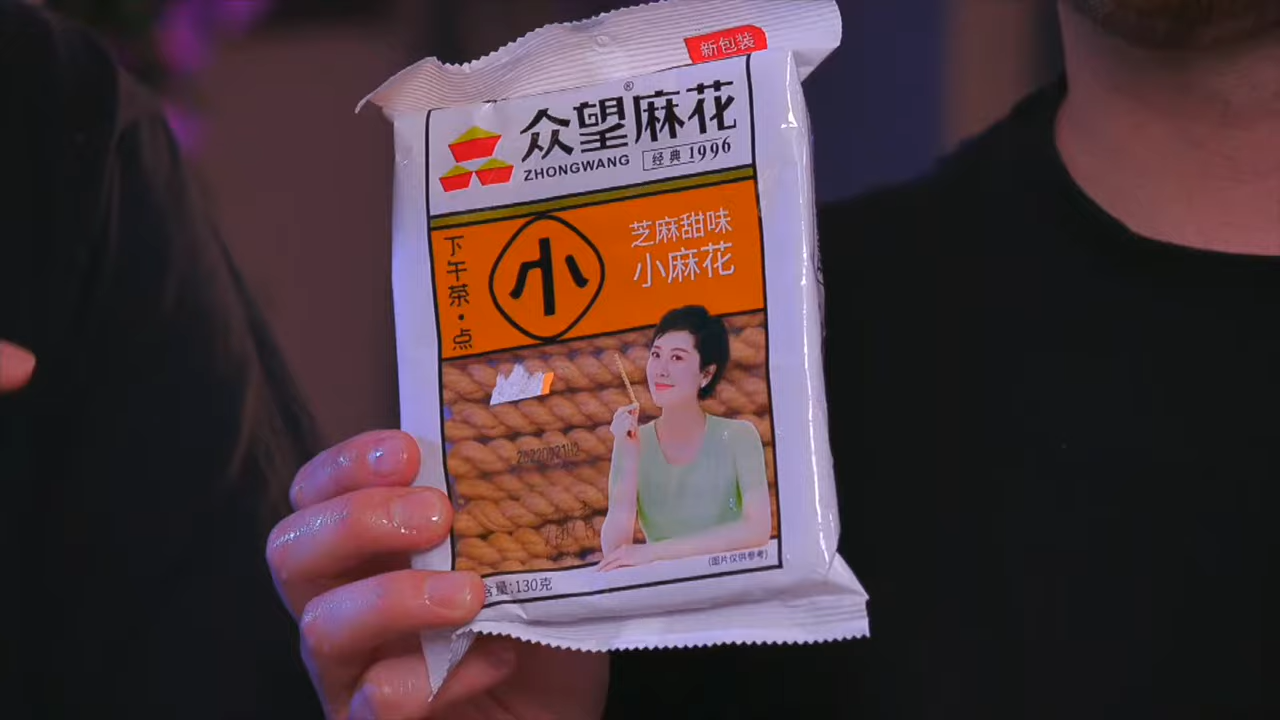 新包装
众望®麻花
ZHONGWANG
经典1996
下午茶·点
小
芝麻甜味
小麻花
20220921H2
(图片仅供参考)
含量:130克